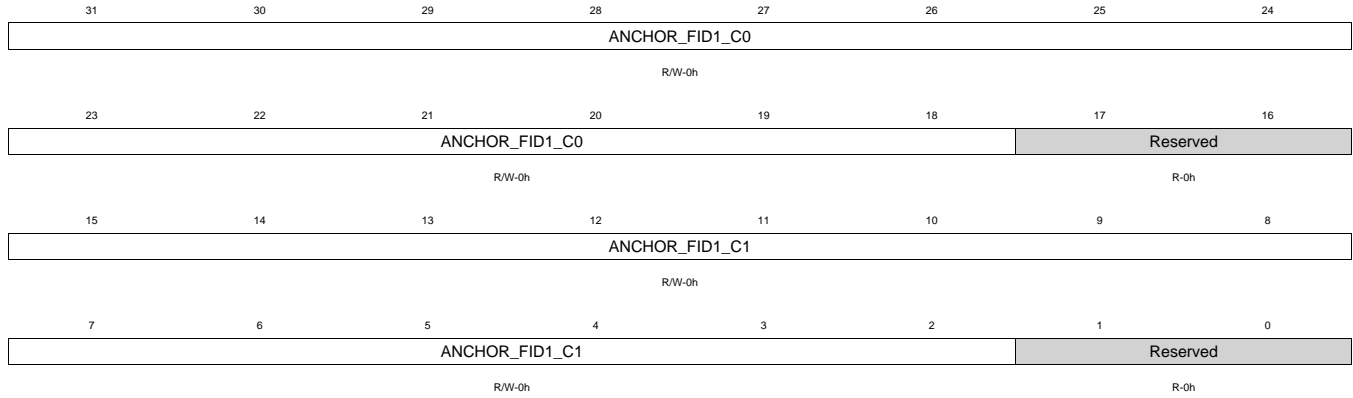 31 30 29 28 27 26 25 24
ANCHOR_FID1_C0
R/W-0h
23 22 21 20 19 18 17 16
ANCHOR_FID1_C0 Reserved
R/W-0h R-0h
15 14 13 12 11 10 9 8
ANCHOR_FID1_C1
R/W-0h
7 6 5 4 3 2 1 0
ANCHOR_FID1_C1 Reserved
R/W-0h R-0h